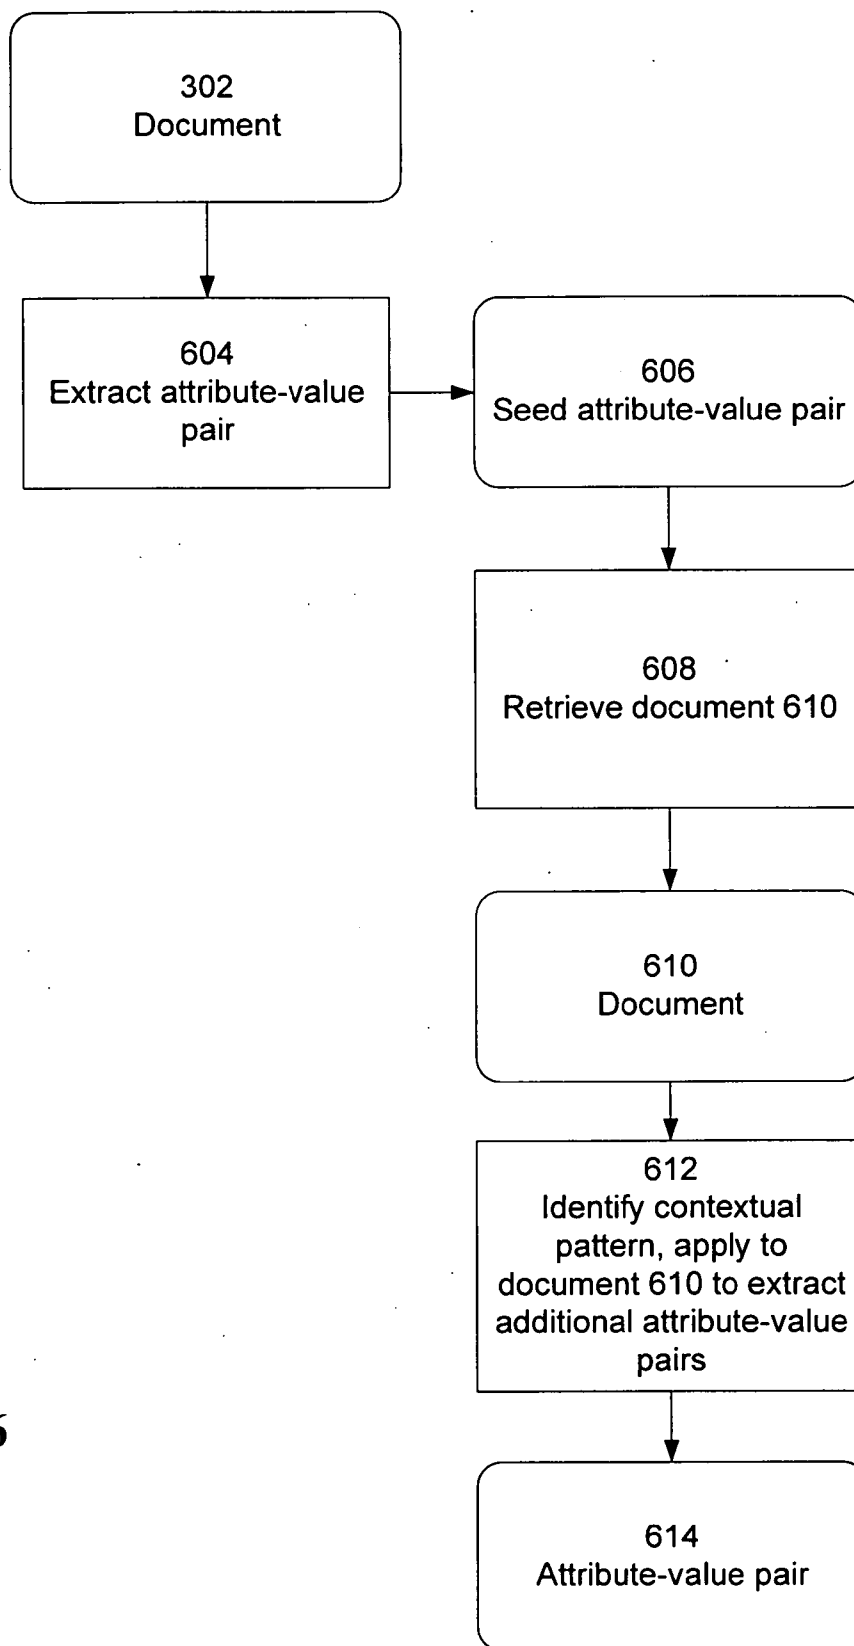 302
Document
604
Extract attribute-value
pair
606
Seed attribute-value pair
608
Retrieve document 610
610
Document
612
Identify contextual
pattern, apply to
document 610 to extract
additional attribute-value
pairs
6
614
Attribute-value pair